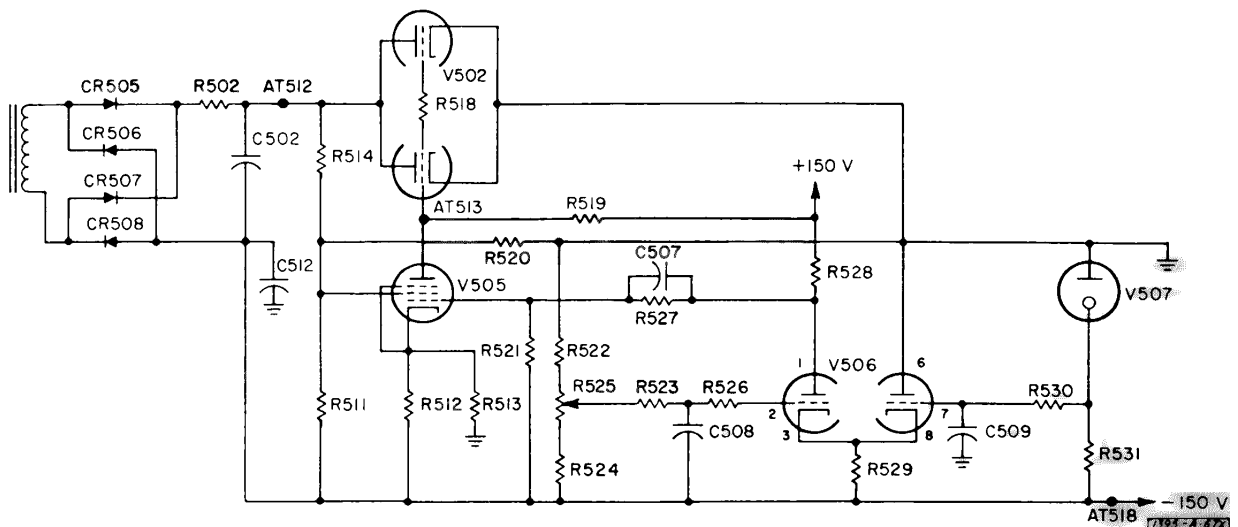 V502
CR505
R502
AT512
R518
CR506
C502
R514
+150 V
CR507
CR508
AT513
R519
R520
C507
R528
C512
V505
V507
R527
R521
R522
1
V506
6
R525
R523
R526
R530
R511
R512
R513
2
7
3
8
C508
C509
R524
R529
R531
AT518
-150 V